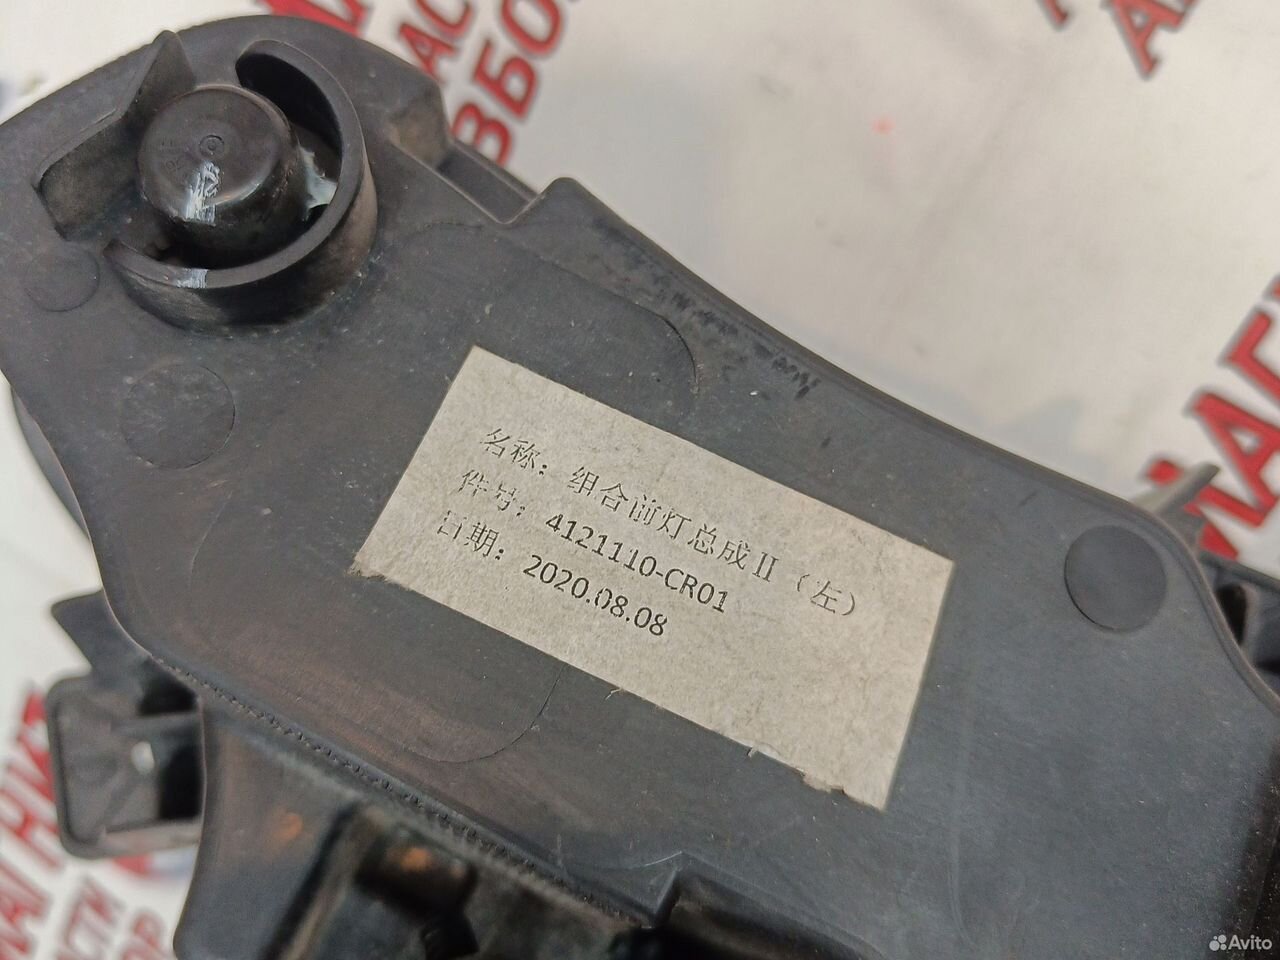 名称：组合前灯总成Ⅱ（左）
件号：4121110-CR01
日期：2020.08.08
Avito